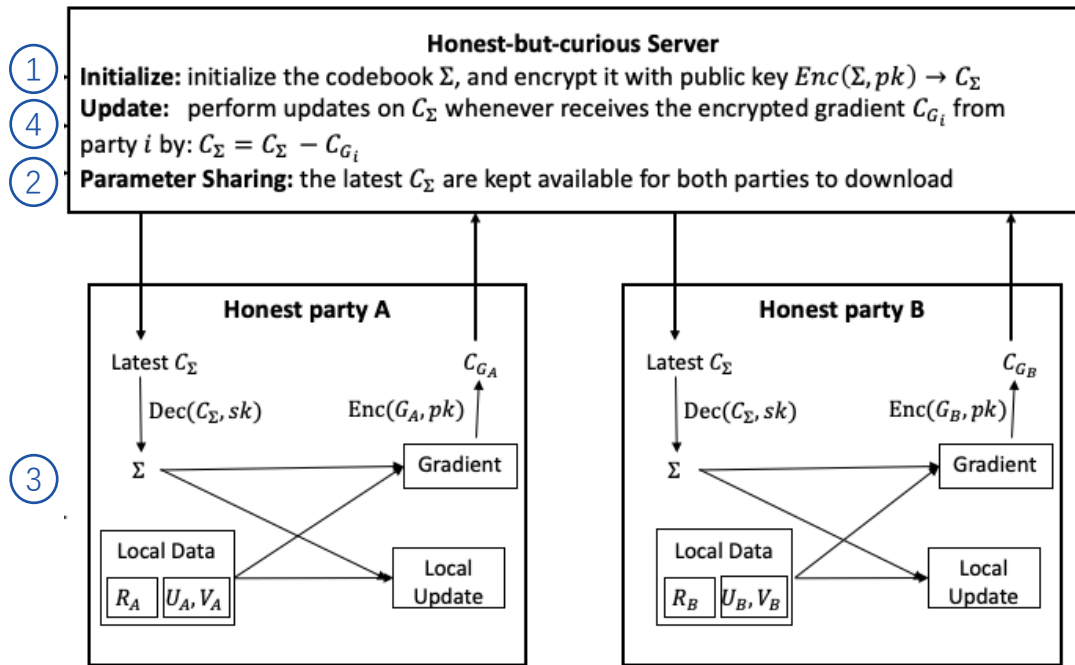 Honest-but-curious Server
① Initialize: initialize the codebook Σ, and encrypt it with public key Enc(Σ, pk) → C_Σ
④ Update: perform updates on C_Σ whenever receives the encrypted gradient C_{G_i} from
party i by: C_Σ = C_Σ − C_{G_i}
② Parameter Sharing: the latest C_Σ are kept available for both parties to download
Honest party A
Latest C_Σ
C_{G_A}
Dec(C_Σ, sk)
Enc(G_A, pk)
③
Σ
Gradient
Local Data
R_A
U_A, V_A
Local
Update
Honest party B
Latest C_Σ
C_{G_B}
Dec(C_Σ, sk)
Enc(G_B, pk)
Σ
Gradient
Local Data
R_B
U_B, V_B
Local
Update